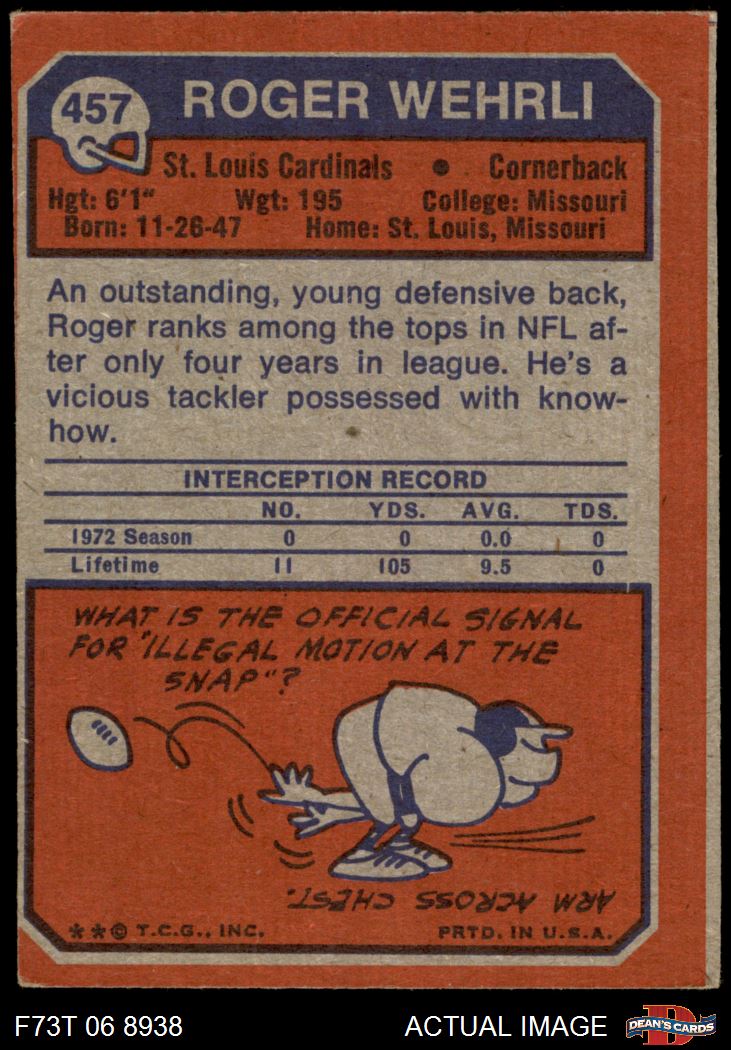 457
ROGER WEHRLI
St. Louis Cardinals • Cornerback
Hgt: 6'1" Wgt: 195 College: Missouri
Born: 11-26-47 Home: St. Louis, Missouri
An outstanding, young defensive back,
Roger ranks among the tops in NFL af-
ter only four years in league. He's a
vicious tackler possessed with know-
how.
INTERCEPTION RECORD
NO. YDS. AVG. TDS.
1972 Season 0 0 0.0 0
Lifetime 11 105 9.5 0
WHAT IS THE OFFICIAL SIGNAL
FOR "ILLEGAL MOTION AT THE
SNAP"?
ARM ACROSS CHEST.
**© T.C.G., INC. PRTD. IN U.S.A.
F73T 06 8938 ACTUAL IMAGE D DEAN'S CARDS